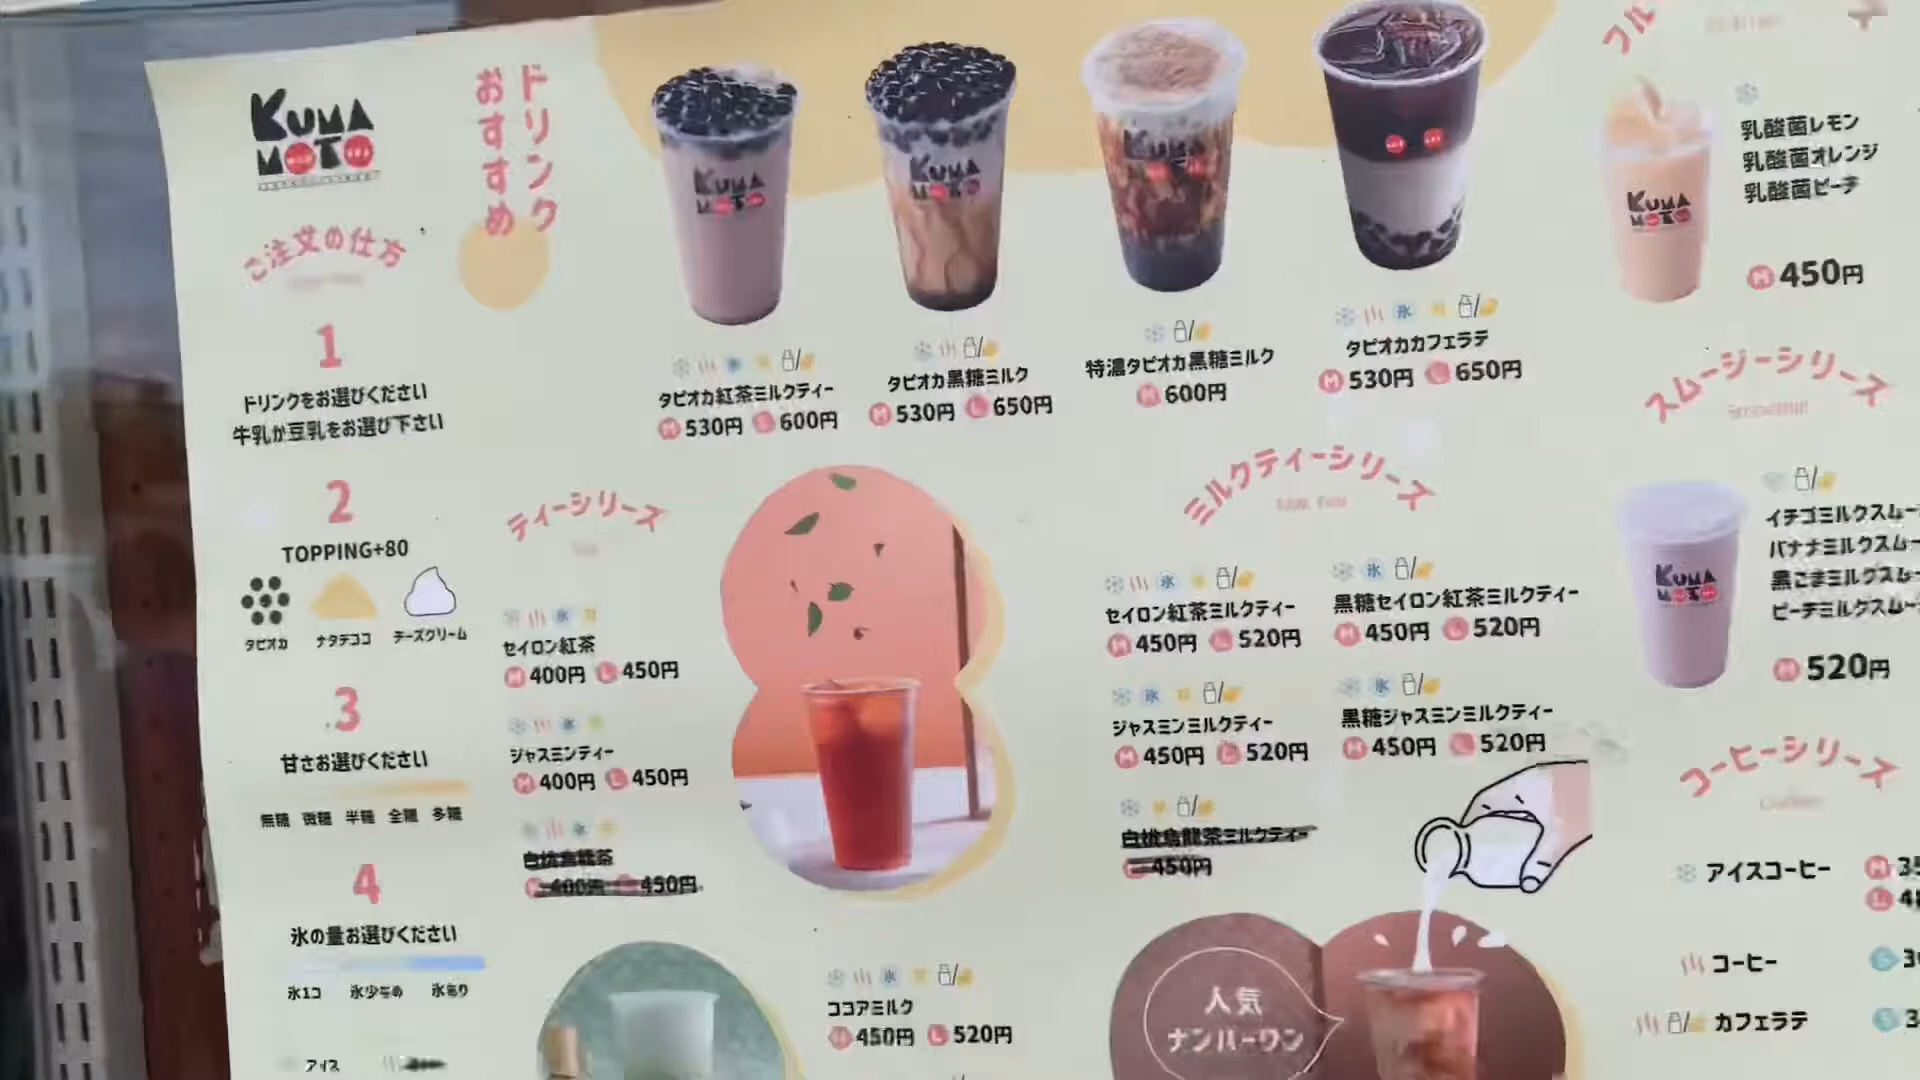 KUMA
MOTO
ドリンク
おすすめ
ご注文の仕方
1
ドリンクをお選びください
牛乳か豆乳をお選び下さい
2
TOPPING+80
タピオカ ナタデココ チーズクリーム
3
甘さお選びください
無糖 微糖 半糖 全糖 多糖
4
氷の量お選びください
氷1コ 氷少なめ 氷あり
アイス
タピオカ紅茶ミルクティー
M 530円 L 600円
タピオカ黒糖ミルク
M 530円 L 650円
特濃タピオカ黒糖ミルク
M 600円
タピオカカフェラテ
M 530円 L 650円
ティーシリーズ
セイロン紅茶
M 400円 L 450円
ジャスミンティー
M 400円 L 450円
白桃烏龍茶
400円 450円
ココアミルク
M 450円 L 520円
ミルクティーシリーズ
氷
セイロン紅茶ミルクティー
M 450円 L 520円
氷
黒糖セイロン紅茶ミルクティー
M 450円 L 520円
氷
ジャスミンミルクティー
M 450円 L 520円
氷
黒糖ジャスミンミルクティー
M 450円 L 520円
白桃烏龍茶ミルクティー
450円
人気
ナンバーワン
フル
乳酸菌レモン
乳酸菌オレンジ
乳酸菌ピーチ
M 450円
KUMA
MOTO
スムージーシリーズ
イチゴミルクスムー
バナナミルクスムー
黒ごまミルクスムー
ピーチミルクスムー
M 520円
KUMA
MOTO
コーヒーシリーズ
アイスコーヒー M 35
コーヒー
カフェラテ